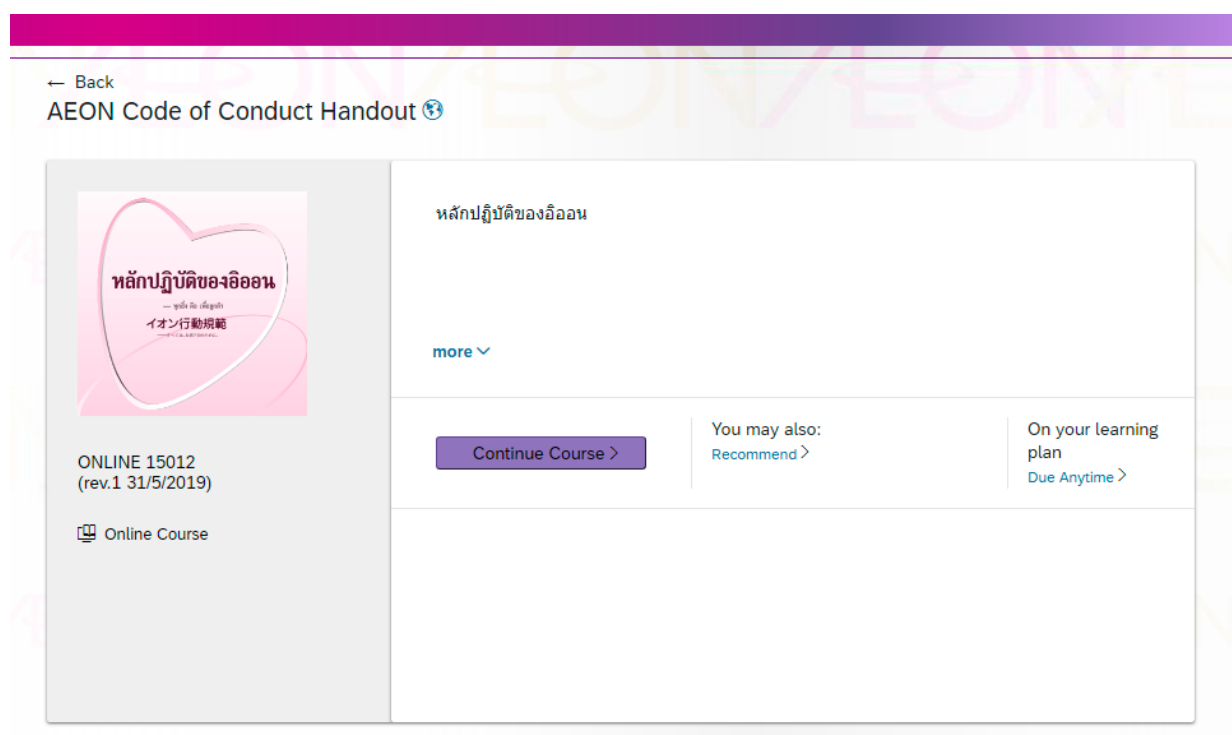 ← Back
AEON Code of Conduct Handout
หลักปฏิบัติของอิออน
イオン行動規範
ONLINE 15012
(rev.1 31/5/2019)
Online Course
หลักปฏิบัติของอิออน
more
Continue Course >
You may also:
Recommend >
On your learning
plan
Due Anytime >